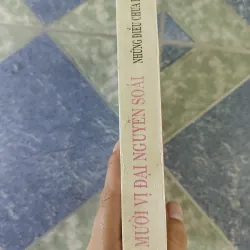 NHỮNG ĐIỀU CHƯA
MƯỜI VỊ ĐẠI NGUYÊN SOÁI